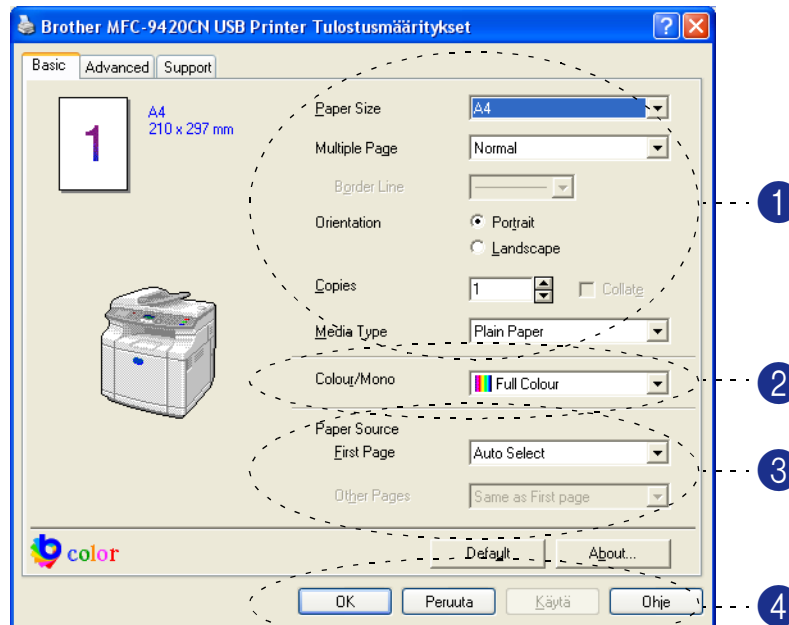 Brother MFC-9420CN USB Printer Tulostusmääritykset
Basic Advanced Support
1
A4
210 x 297 mm
Paper Size A4
Multiple Page Normal
Border Line
Orientation Portrait
Landscape
1
Copies 1 Collate
Media Type Plain Paper
Colour/Mono Full Colour
2
Paper Source
First Page Auto Select
3
Other Pages Same as First page
color Default About...
OK Peruuta Käytä Ohje
4